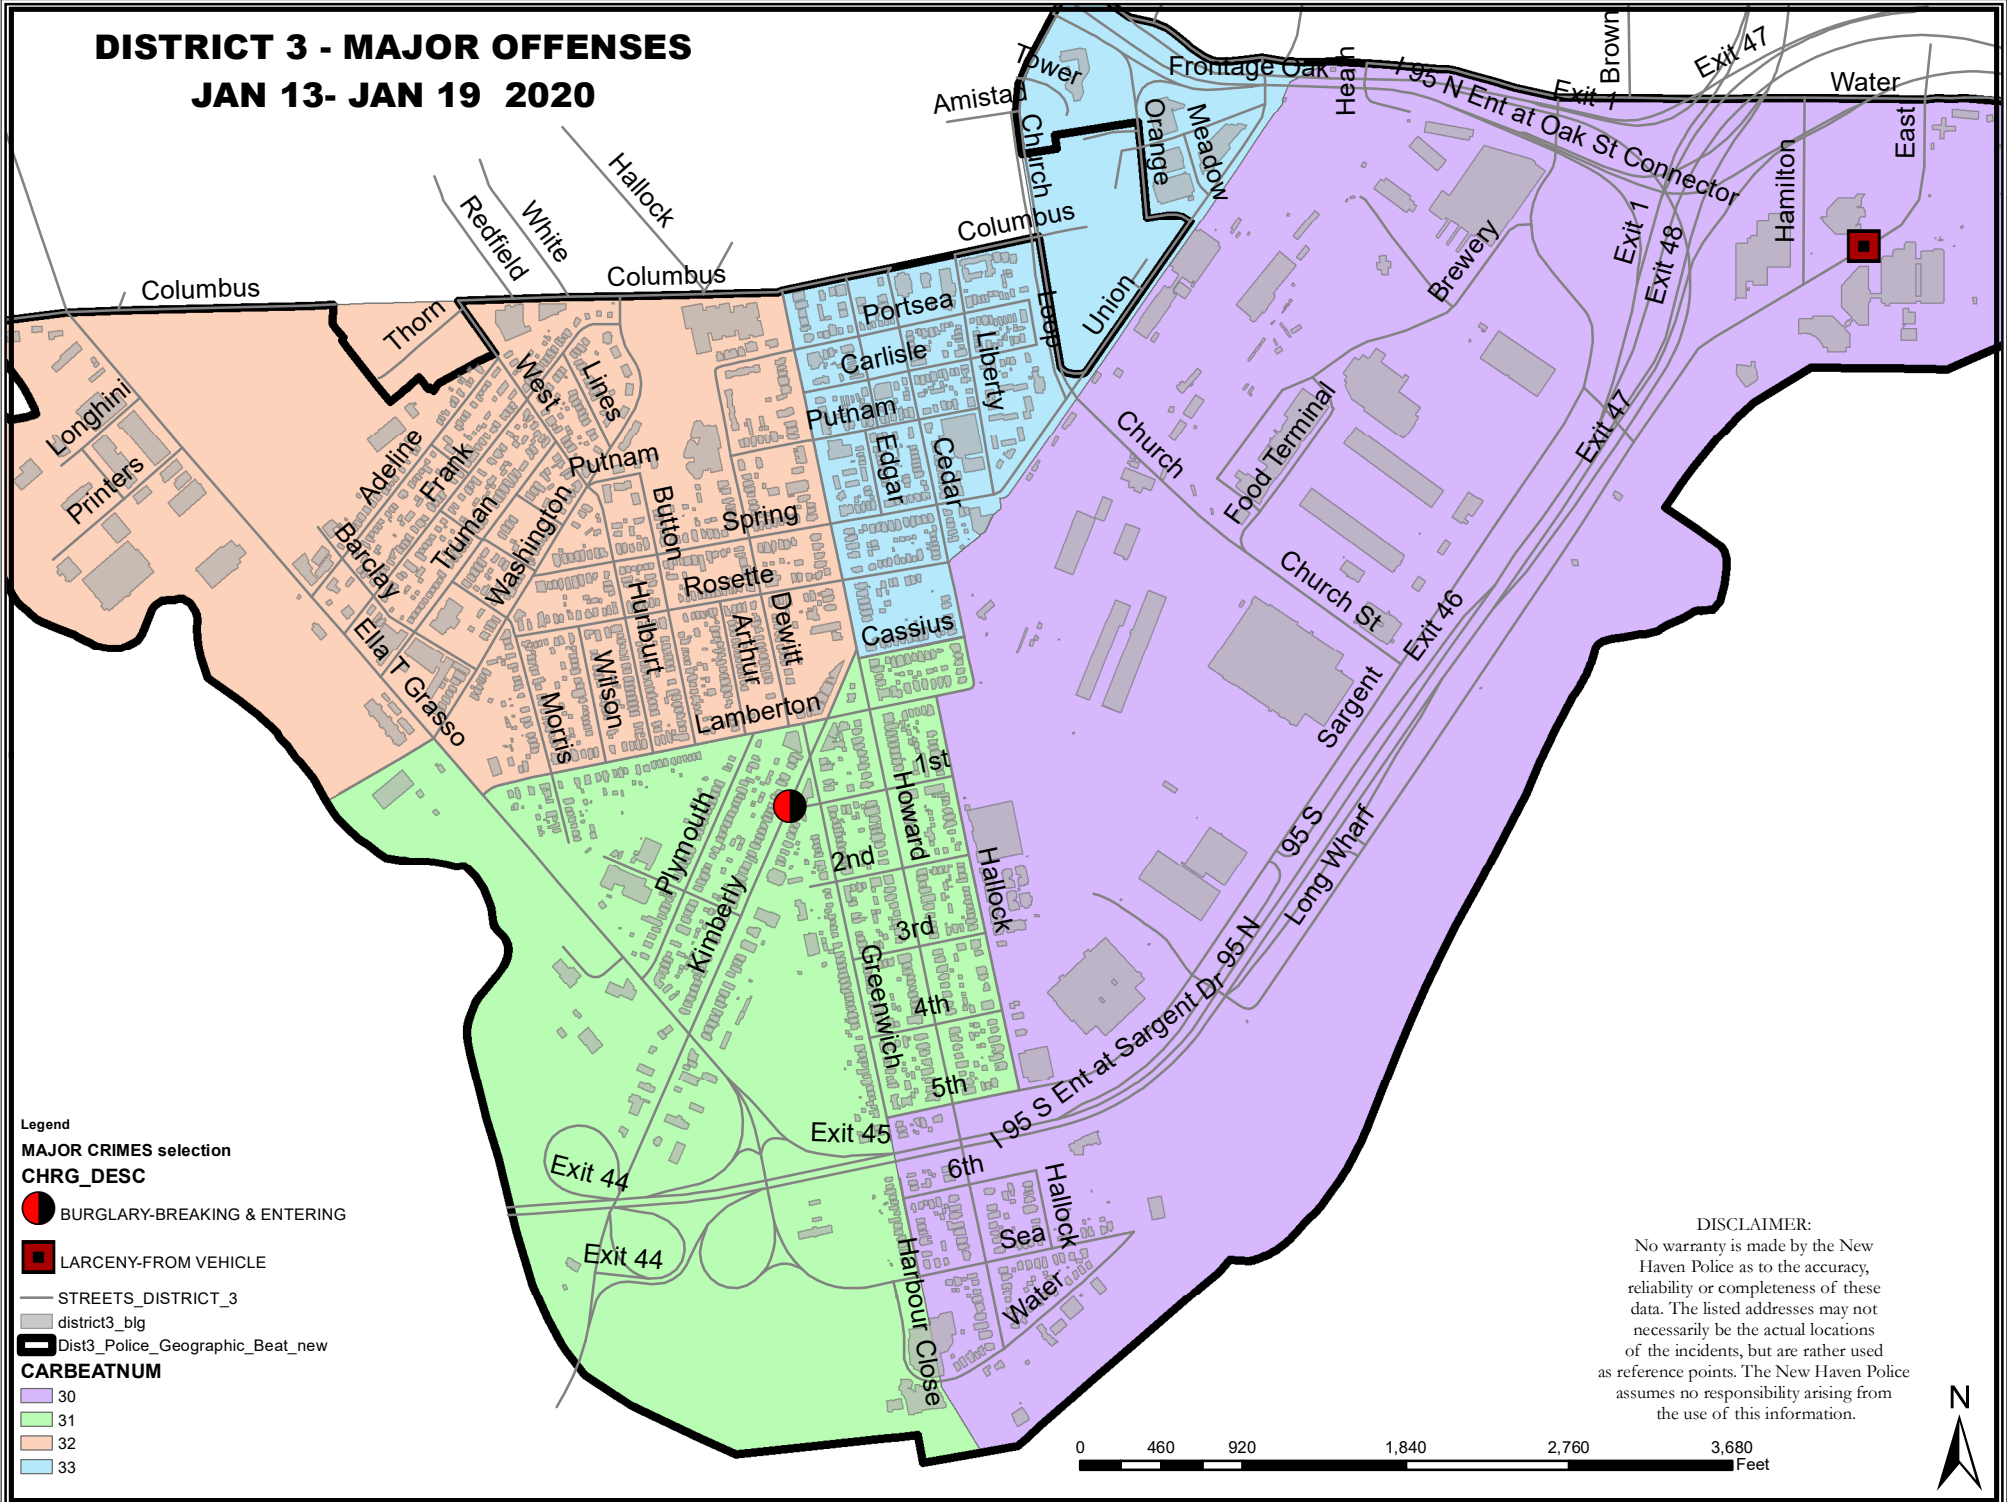 DISTRICT 3 - MAJOR OFFENSES
JAN 13- JAN 19  2020
Tower
Amistad
Church
Frontage Oak
Heath
I 95 N Ent at Oak St Connector
Exit 1
Brown
Exit 47
Water
East
Hamilton
Orange
Meadow
Columbus
Hallock
White
Redfield
Columbus
Columbus
Thorn
Portsea
Carlisle
Putnam
Liberty
Loop
Union
Edgar
Cedar
Cassius
Brewery
Exit 1
Exit 48
Exit 47
Food Terminal
Church
Church St
Exit 46
Sargent
Longhini
Printers
Adeline
Frank
Truman
Washington
West
Lines
Putnam
Button
Spring
Rosette
Barclay
Hurlburt
Arthur
Dewitt
Wilson
Morris
Lamberton
Ella T Grasso
Plymouth
Kimberly
1st
Howard
2nd
Hallock
3rd
Greenwich
4th
5th
95 S
Long Wharf
95 N
I 95 S Ent at Sargent Dr
Exit 45
Exit 44
Exit 44
6th
Hallock
Sea
Water
Harbour Close
Legend
MAJOR CRIMES selection
CHRG_DESC
BURGLARY-BREAKING & ENTERING
LARCENY-FROM VEHICLE
STREETS_DISTRICT_3
district3_blg
Dist3_Police_Geographic_Beat_new
CARBEATNUM
30
31
32
33
DISCLAIMER:
No warranty is made by the New
Haven Police as to the accuracy,
reliability or completeness of these
data. The listed addresses may not
necessarily be the actual locations
of the incidents, but are rather used
as reference points. The New Haven Police
assumes no responsibility arising from
the use of this information.
N
0 460 920 1,840 2,760 3,680
Feet